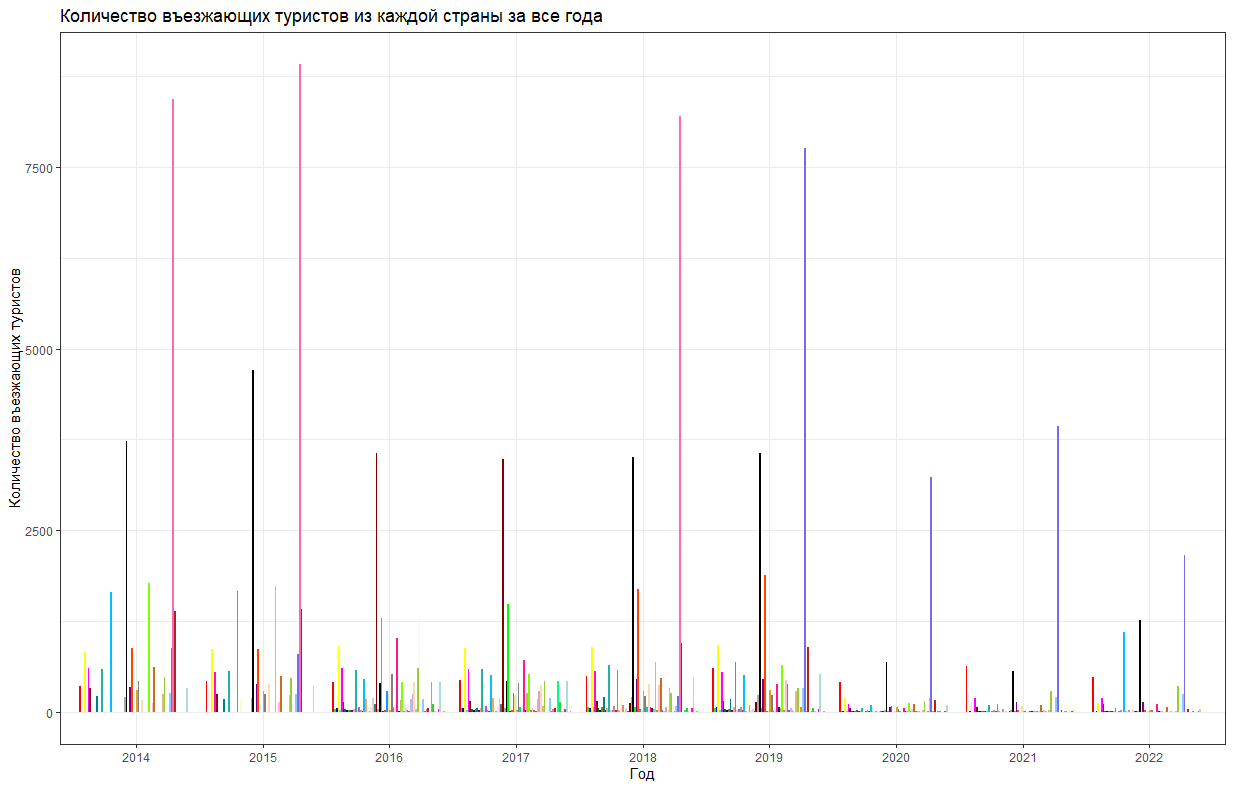 Количество въезжающих туристов из каждой страны за все года
Количество въезжающих туристов
7500
5000
2500
0
2014 2015 2016 2017 2018 2019 2020 2021 2022
Год